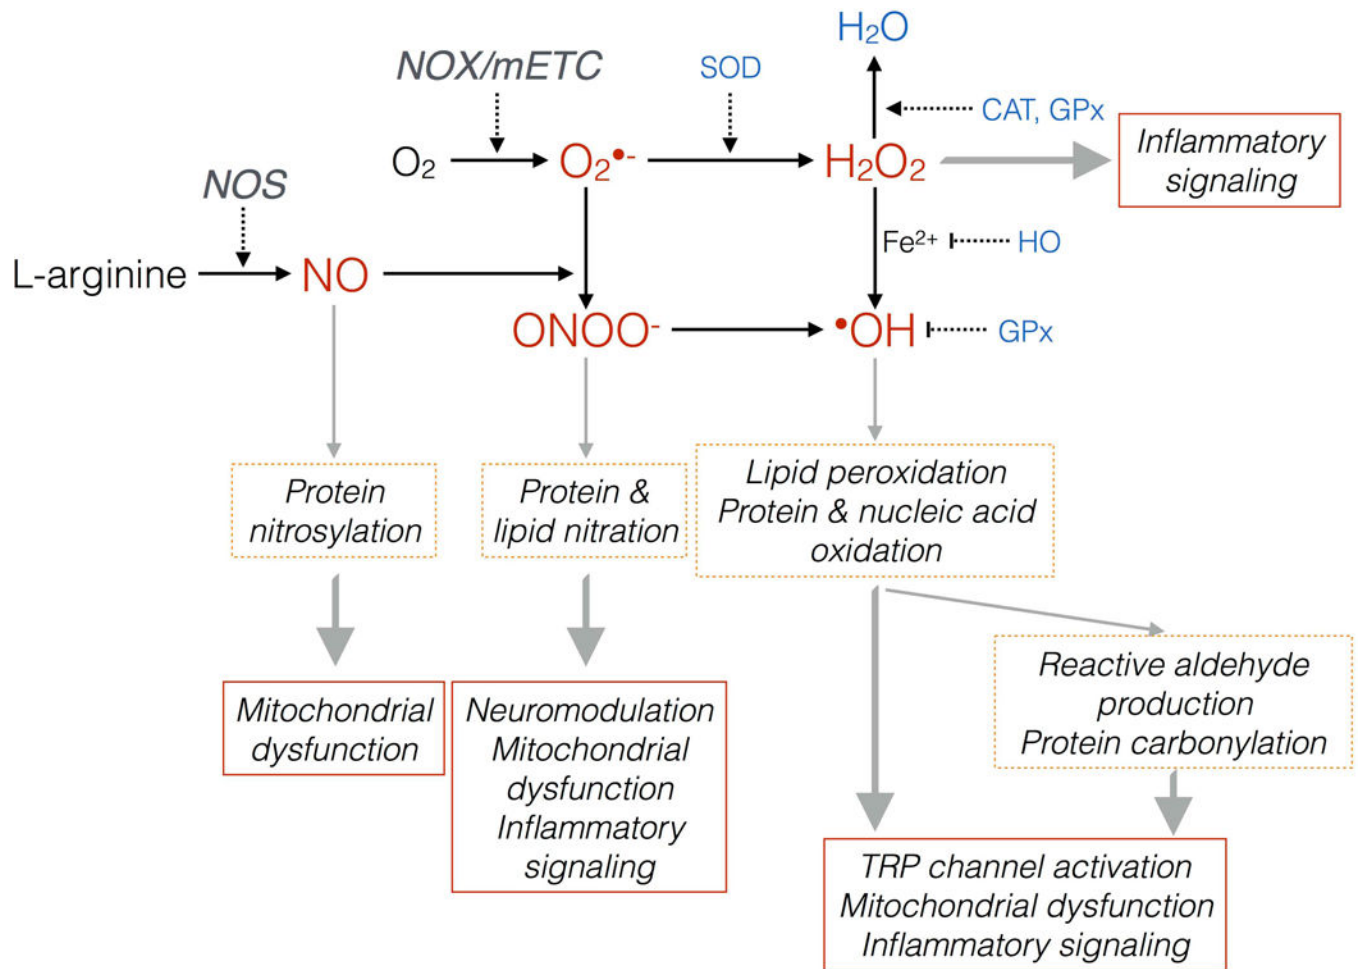 H₂O
NOX/mETC
SOD
CAT, GPx
O₂
O₂•-
H₂O₂
Inflammatory
signaling
NOS
Fe²⁺
HO
L-arginine
NO
ONOO-
•OH
GPx
Protein
nitrosylation
Protein &
lipid nitration
Lipid peroxidation
Protein & nucleic acid
oxidation
Reactive aldehyde
production
Protein carbonylation
Mitochondrial
dysfunction
Neuromodulation
Mitochondrial
dysfunction
Inflammatory
signaling
TRP channel activation
Mitochondrial dysfunction
Inflammatory signaling